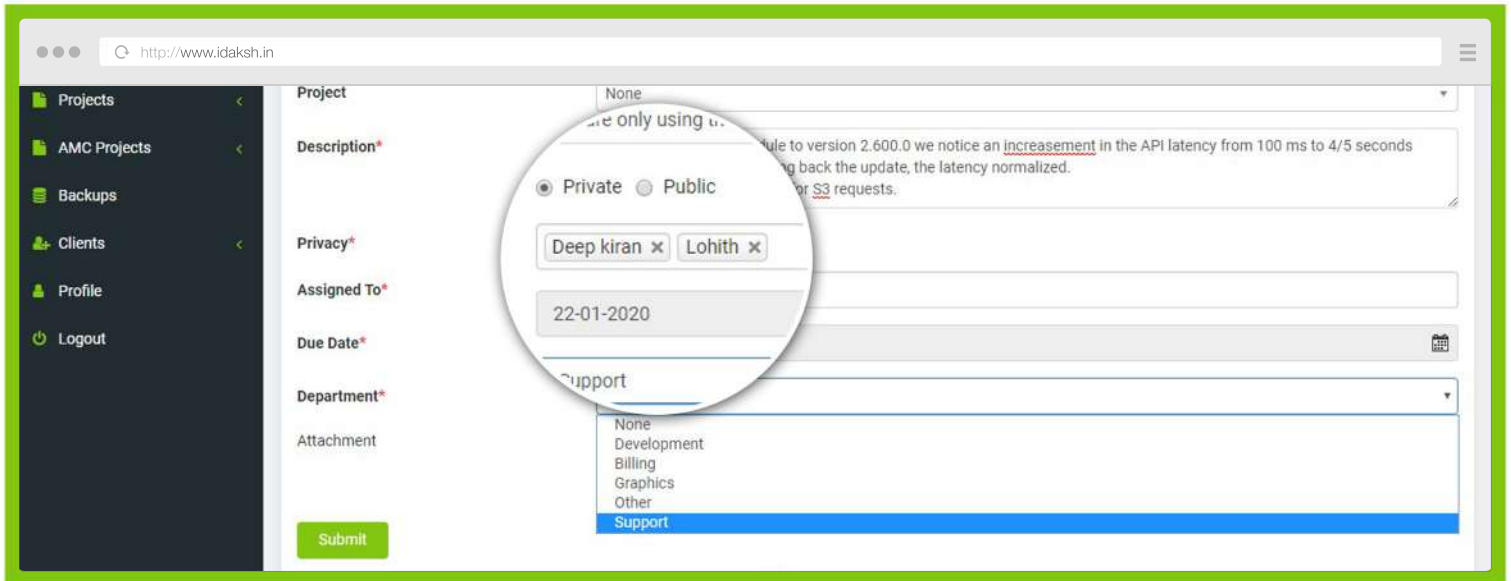 http://www.idaksh.in
Projects
AMC Projects
Backups
Clients
Profile
Logout
Project
None
Description*
are only using
to version 2.600.0 we notice an increasement in the API latency from 100 ms to 4/5 seconds
back the update, the latency normalized.
S3 requests.
Privacy*
Private Public
Assigned To*
Deep kiran × Lohith ×
Due Date*
22-01-2020
Department*
Support
None
Development
Billing
Graphics
Other
Support
Attachment
Submit